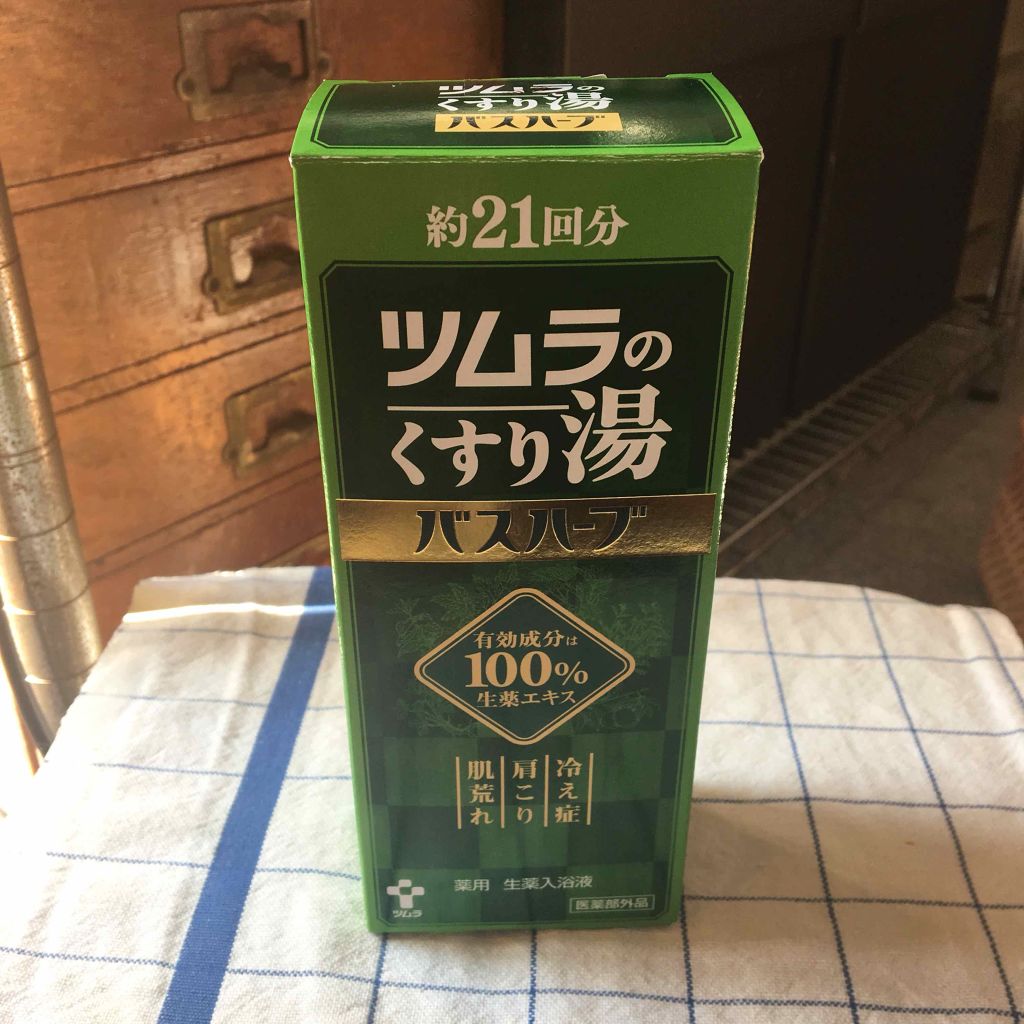 ツムラの
くすり湯
バスハーブ
約21回分
ツムラの
くすり湯
バスハーブ
有効成分は
100%
生薬エキス
冷え症
肩こり
肌荒れ
薬用 生薬入浴液
ツムラ
医薬部外品